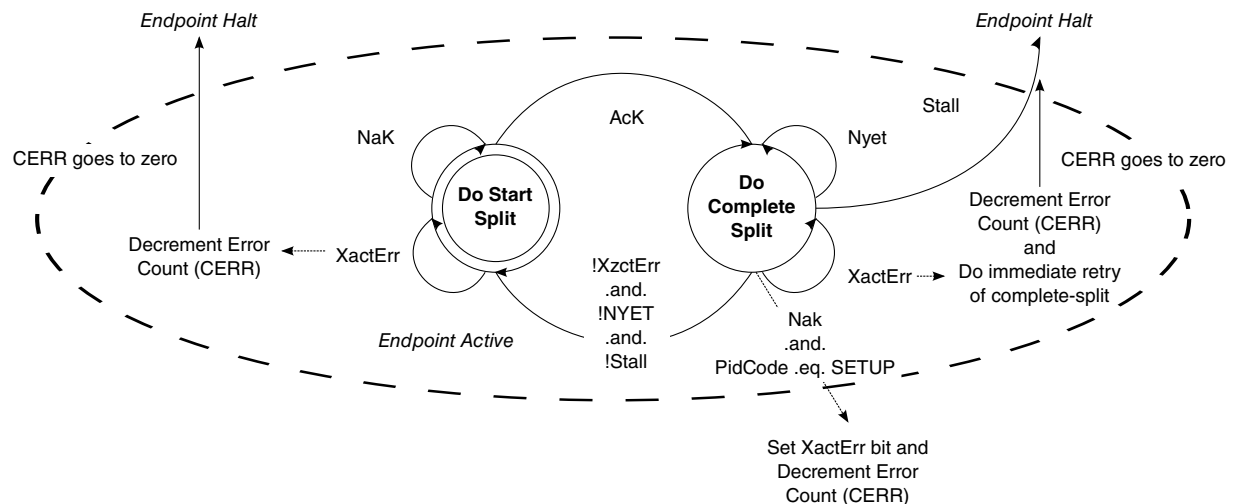 Endpoint Halt
Endpoint Halt
Stall
AcK
NaK
Nyet
CERR goes to zero
CERR goes to zero
Do Start
Split
Do
Complete
Split
Decrement Error
Count (CERR)
XactErr
Decrement Error
Count (CERR)
and
Do immediate retry
of complete-split
XactErr
!XzctErr
.and.
!NYET
.and.
!Stall
Endpoint Active
Nak
.and.
PidCode .eq. SETUP
Set XactErr bit and
Decrement Error
Count (CERR)